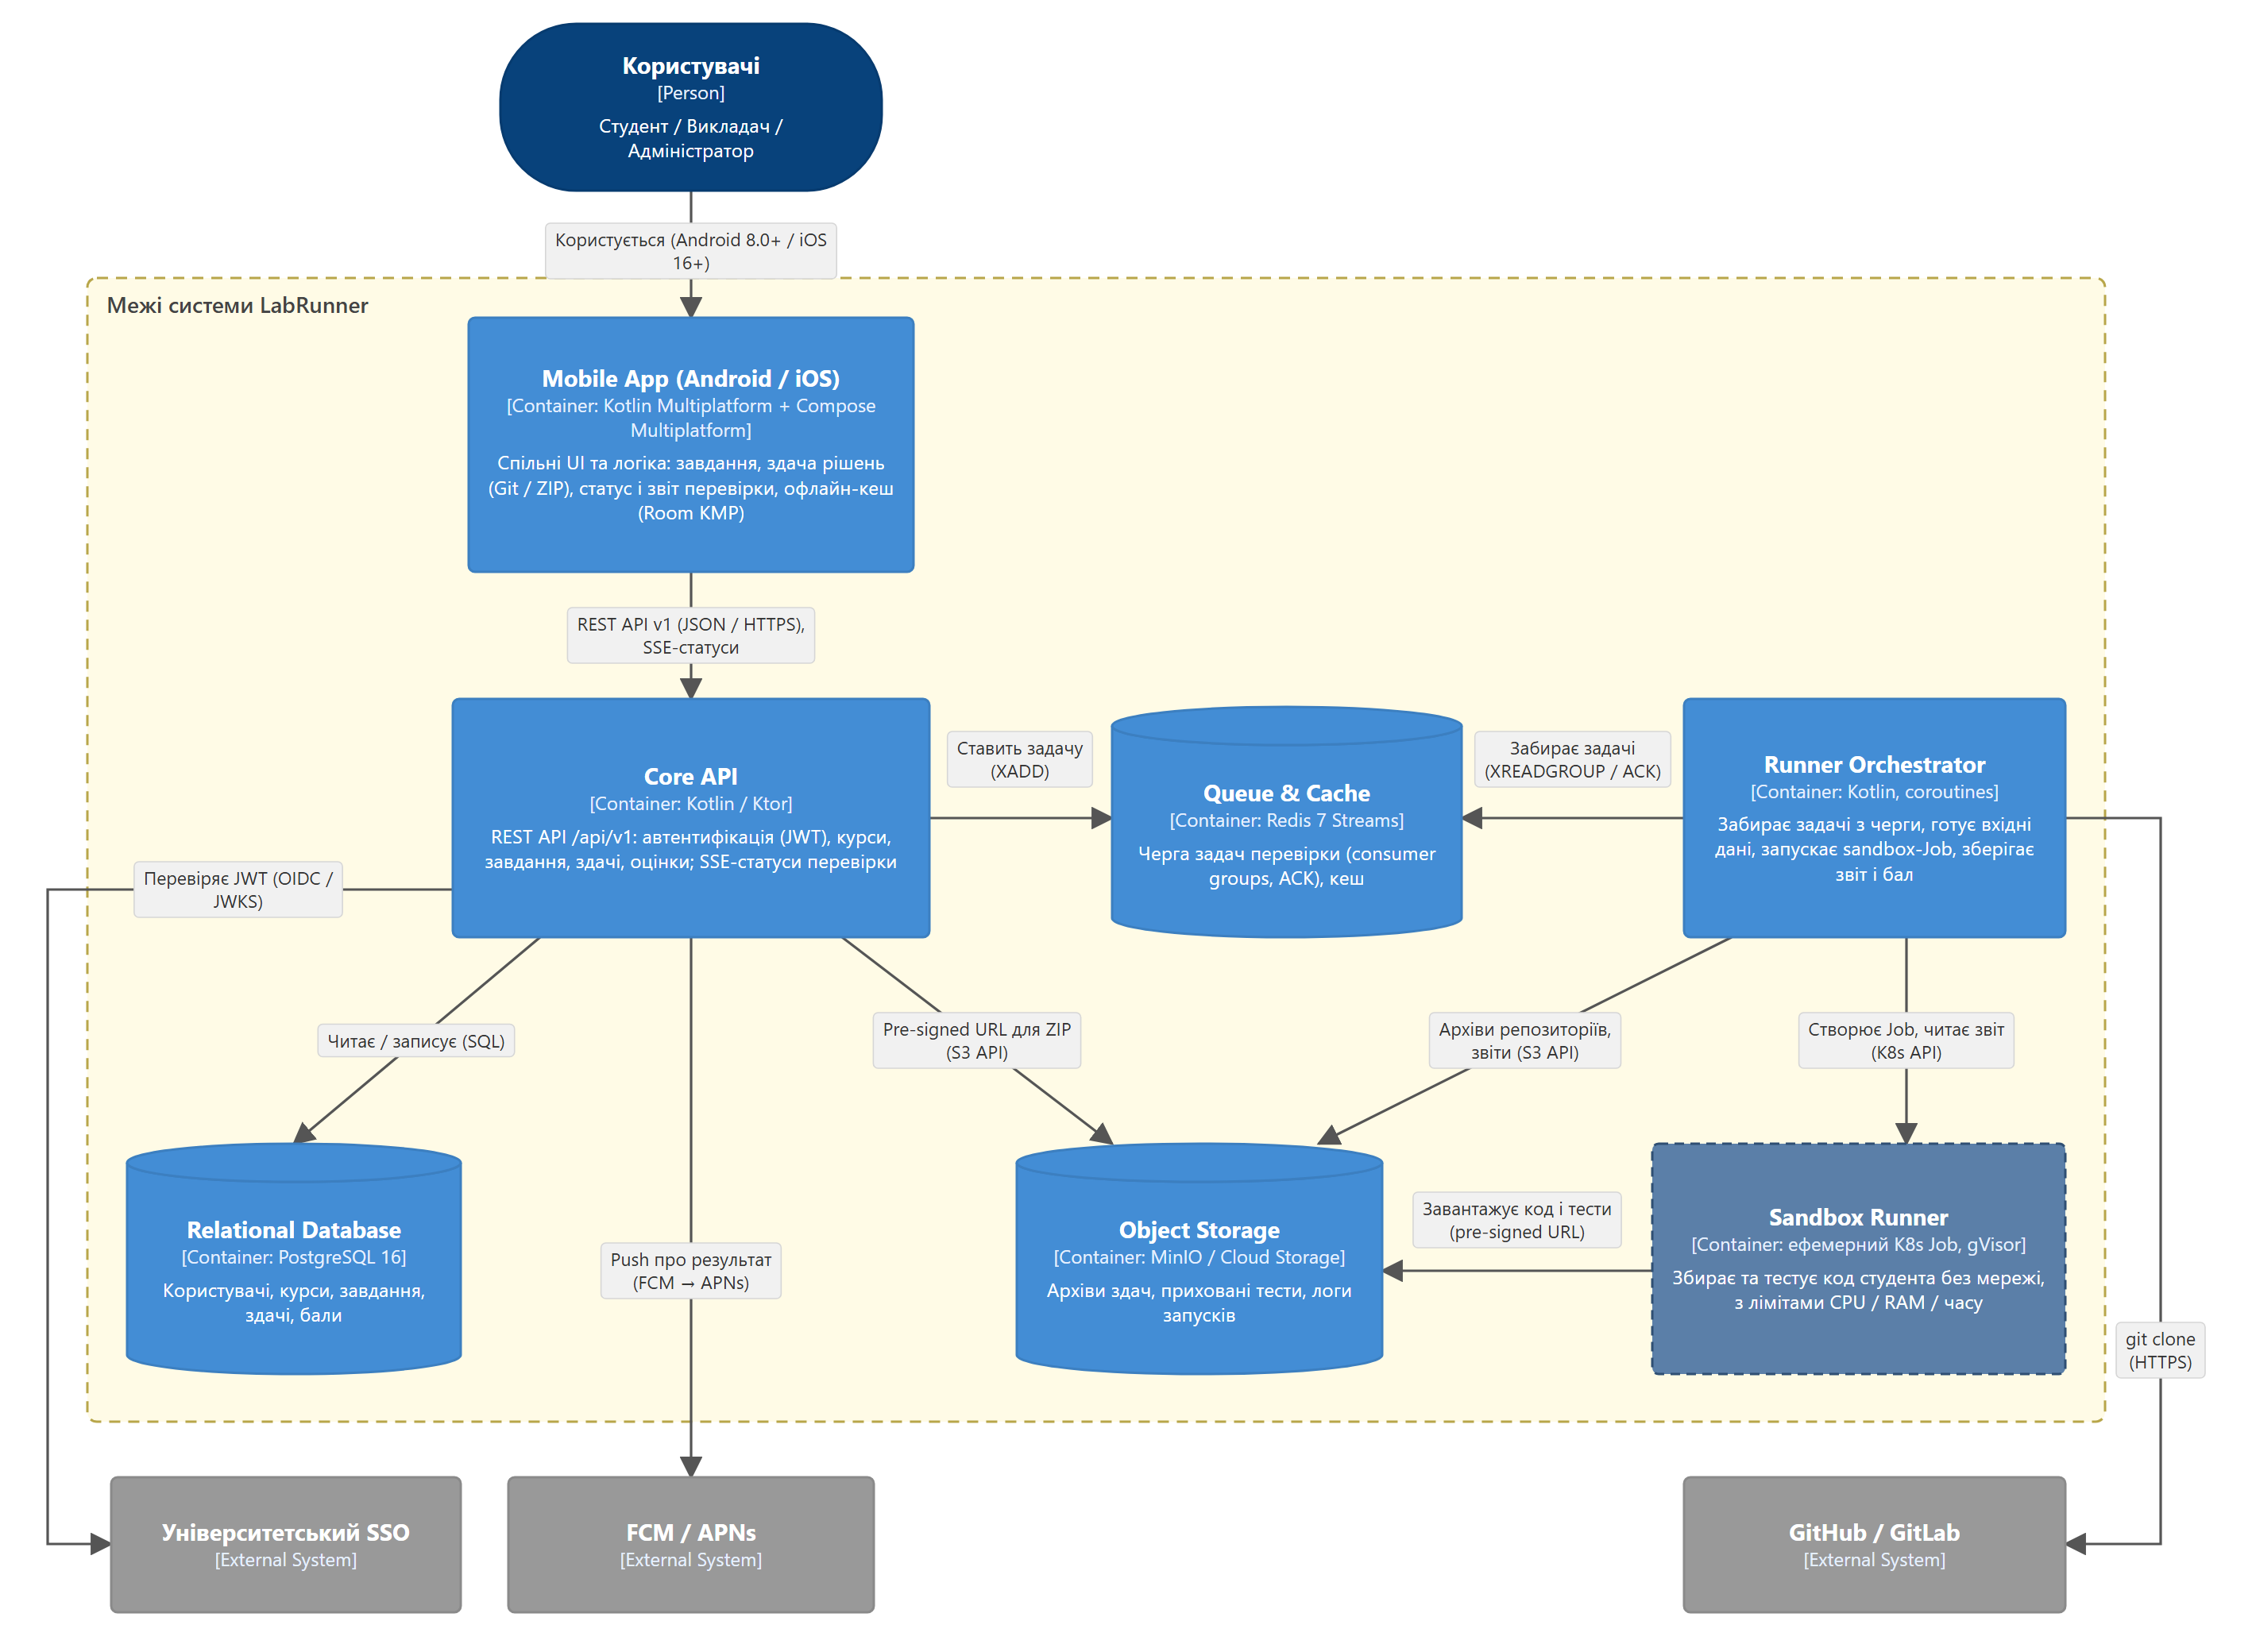 Користувачі
[Person]
Студент / Викладач /
Адміністратор
Користується (Android 8.0+ / iOS
16+)
Межі системи LabRunner
Mobile App (Android / iOS)
[Container: Kotlin Multiplatform + Compose
Multiplatform]
Спільні UI та логіка: завдання, здача рішень
(Git / ZIP), статус і звіт перевірки, офлайн-кеш
(Room KMP)
REST API v1 (JSON / HTTPS),
SSE-статуси
Core API
[Container: Kotlin / Ktor]
REST API /api/v1: автентифікація (JWT), курси,
завдання, здачі, оцінки; SSE-статуси перевірки
Ставить задачу
(XADD)
Queue & Cache
[Container: Redis 7 Streams]
Черга задач перевірки (consumer
groups, ACK), кеш
Забирає задачі
(XREADGROUP / ACK)
Runner Orchestrator
[Container: Kotlin, coroutines]
Забирає задачі з черги, готує вхідні
дані, запускає sandbox-Job, зберігає
звіт і бал
Перевіряє JWT (OIDC /
JWKS)
Читає / записує (SQL)
Pre-signed URL для ZIP
(S3 API)
Архіви репозиторіїв,
звіти (S3 API)
Створює Job, читає звіт
(K8s API)
Relational Database
[Container: PostgreSQL 16]
Користувачі, курси, завдання,
здачі, бали
Push про результат
(FCM → APNs)
Object Storage
[Container: MinIO / Cloud Storage]
Архіви здач, приховані тести, логи
запусків
Завантажує код і тести
(pre-signed URL)
Sandbox Runner
[Container: ефемерний K8s Job, gVisor]
Збирає та тестує код студента без мережі,
з лімітами CPU / RAM / часу
git clone
(HTTPS)
Університетський SSO
[External System]
FCM / APNs
[External System]
GitHub / GitLab
[External System]